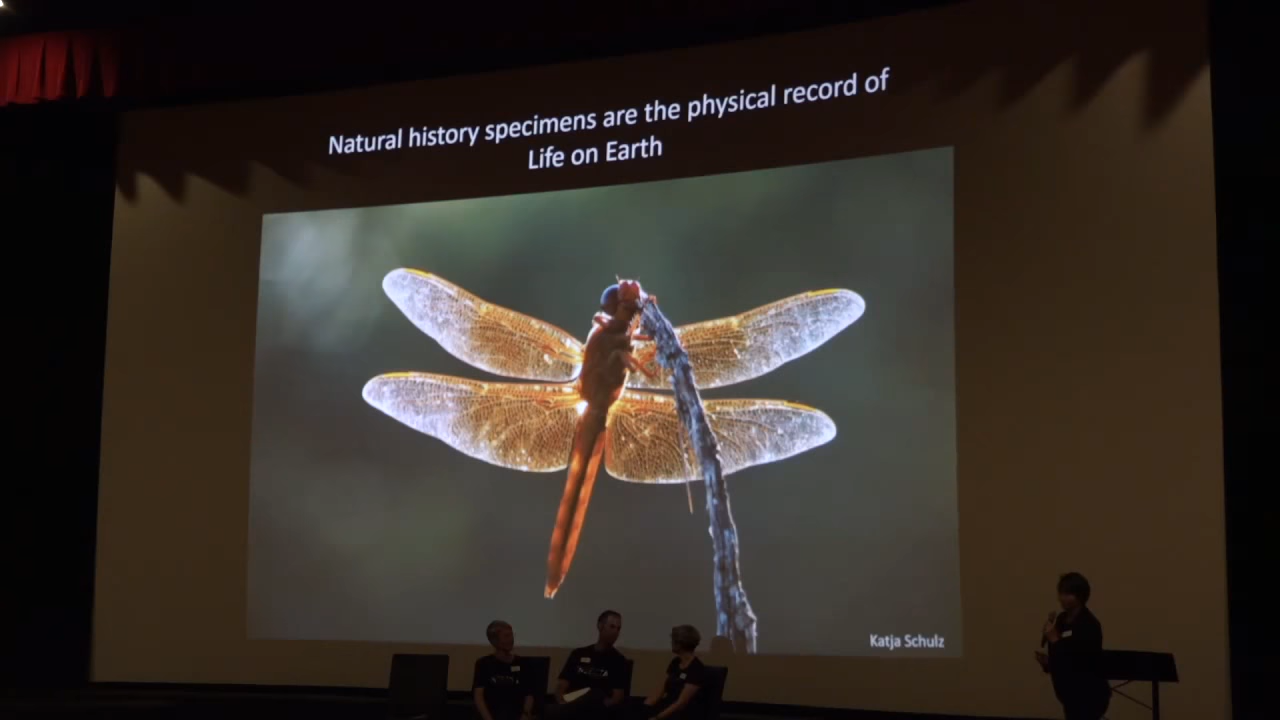 Natural history specimens are the physical record of
Life on Earth
Katja Schulz